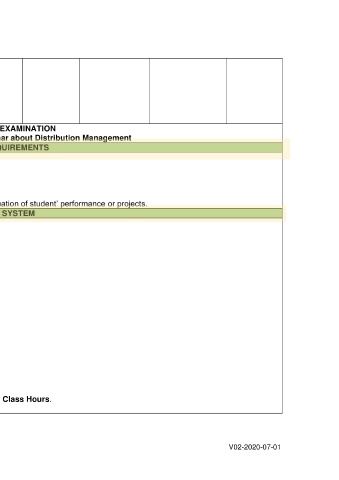 EXAMINATION
ar about Distribution Management
QUIREMENTS
ation of student' performance or projects.
SYSTEM
Class Hours.
V02-2020-07-01